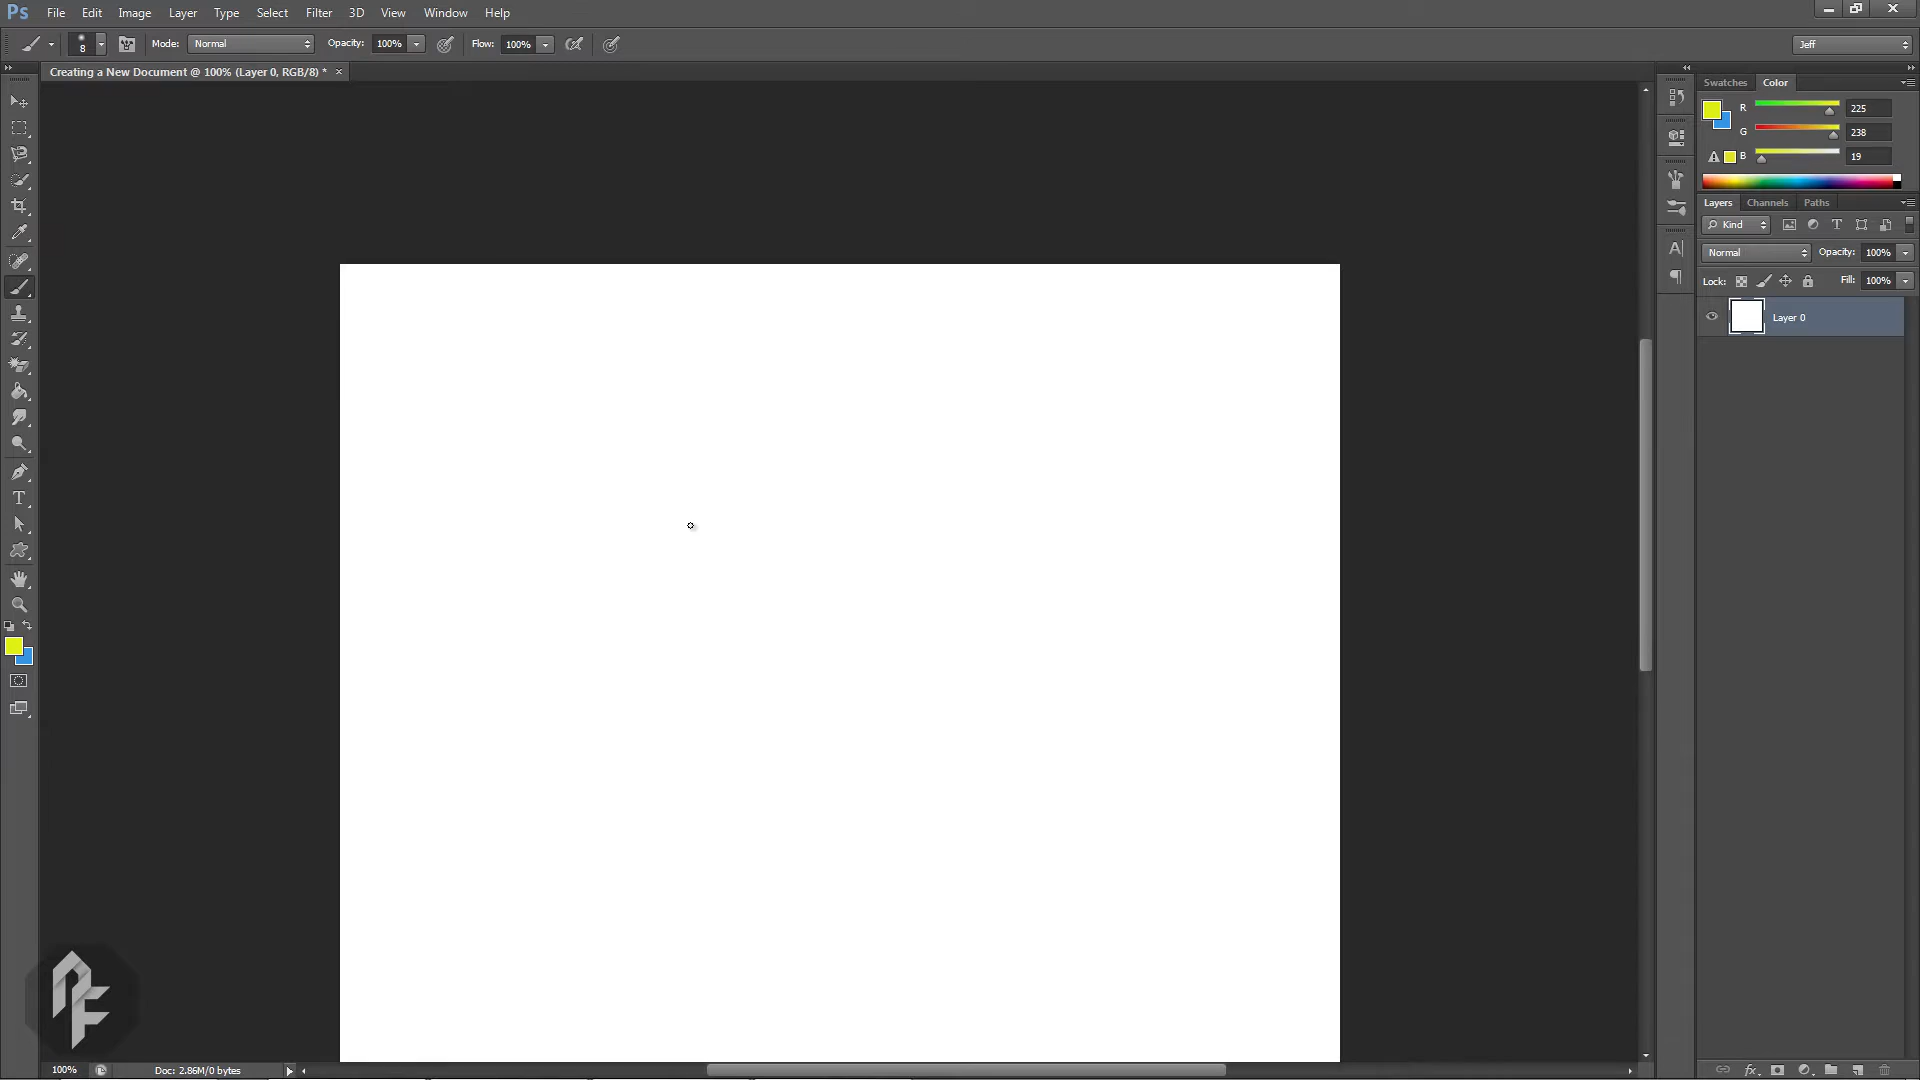 Ps File Edit Image Layer Type Select Filter 3D View Window Help
8 Mode: Normal Opacity: 100% Flow: 100% Jeff
Creating a New Document @ 100% (Layer 0, RGB/8) * ×
Swatches Color
R 225
G 238
B 19
Layers Channels Paths
Kind
Normal Opacity: 100%
Lock: Fill: 100%
Layer 0
100% Doc: 2.86M/0 bytes